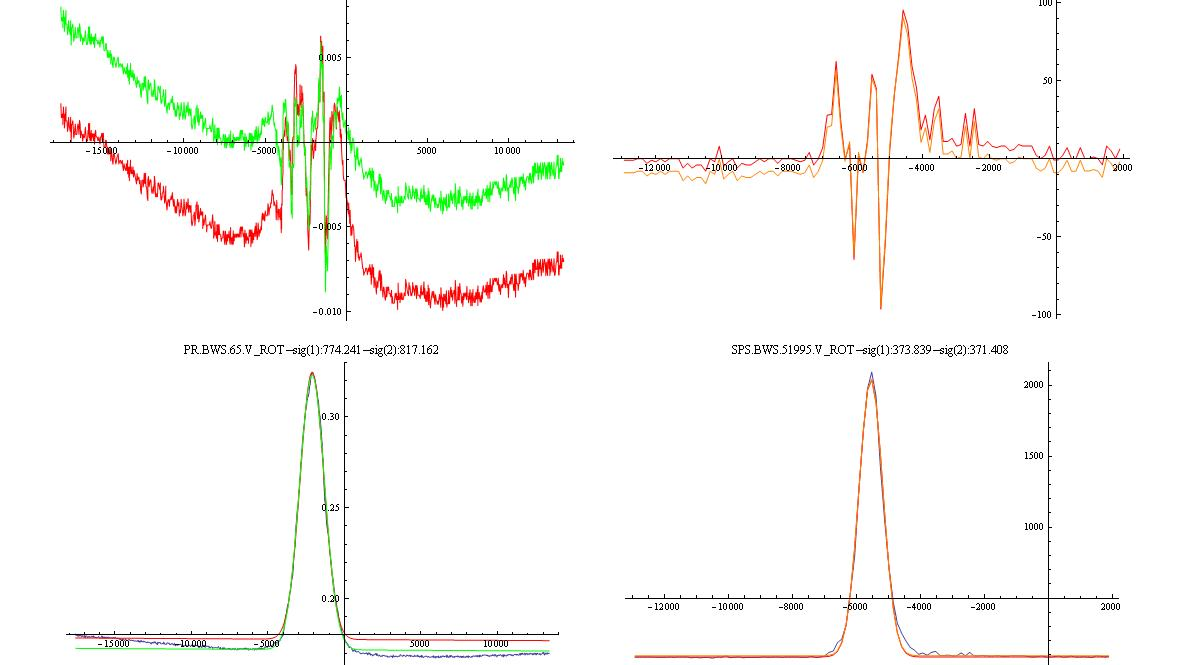 0.005
−15000 −10000 −5000 5000 10000
−0.005
−0.010
100
50
−12000 −10000 −8000 −6000 −4000 −2000 2000
−50
−100
PR.BWS.65.V_ROT−sig(1):774.241−sig(2):817.162
0.30
0.25
0.20
−15000 −10000 −5000 5000 10000
SPS.BWS.51995.V_ROT−sig(1):373.839−sig(2):371.408
2000
1500
1000
−12000 −10000 −8000 −6000 −4000 −2000 2000